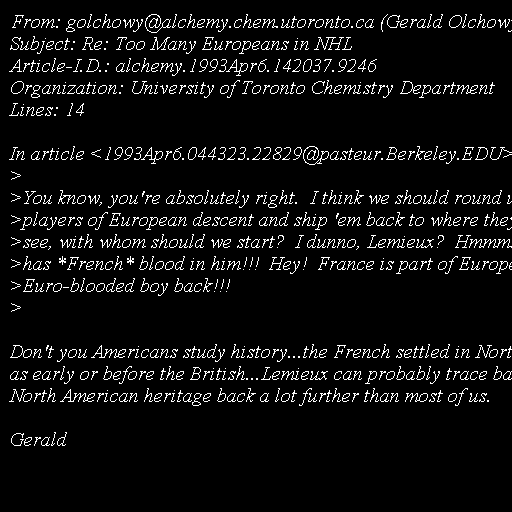 From: golchowy@alchemy.chem.utoronto.ca (Gerald Olchowy
Subject: Re: Too Many Europeans in NHL
Article-I.D.: alchemy.1993Apr6.142037.9246
Organization: University of Toronto Chemistry Department
Lines: 14

In article <1993Apr6.044323.22829@pasteur.Berkeley.EDU>
>
>You know, you're absolutely right.  I think we should round
>players of European descent and ship 'em back to where they
>see, with whom should we start?  I dunno, Lemieux?  Hmmm
>has *French* blood in him!!!  Hey!  France is part of Europe
>Euro-blooded boy back!!!
>

Don't you Americans study history...the French settled in
as early or before the British...Lemieux can probably trace
North American heritage back a lot further than most of us.

Gerald